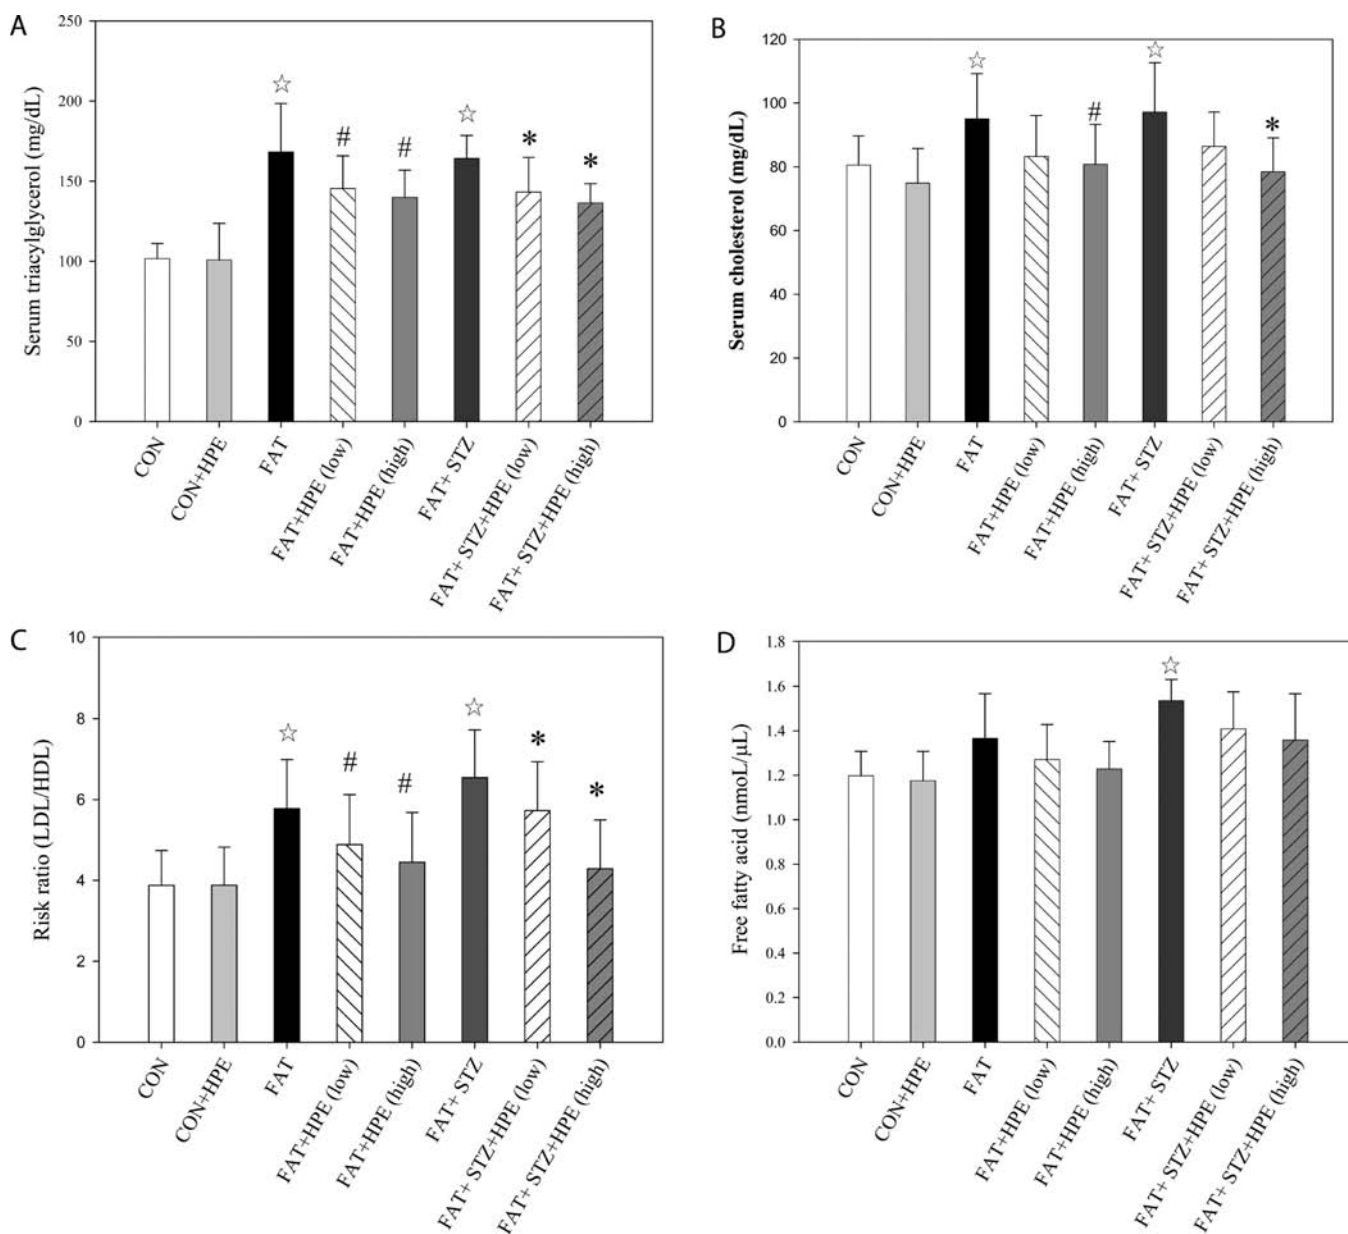 A
Serum triacylglycerol (mg/dL)
250
200
150
100
50
0
☆
#
#
☆
*
*
CON
CON+HPE
FAT
FAT+HPE (low)
FAT+HPE (high)
FAT+ STZ
FAT+ STZ+HPE (low)
FAT+ STZ+HPE (high)
B
Serum cholesterol (mg/dL)
120
100
80
60
40
20
0
☆
#
☆
*
CON
CON+HPE
FAT
FAT+HPE (low)
FAT+HPE (high)
FAT+ STZ
FAT+ STZ+HPE (low)
FAT+ STZ+HPE (high)
C
Risk ratio (LDL/HDL)
10
8
6
4
2
0
☆
#
#
☆
*
*
CON
CON+HPE
FAT
FAT+HPE (low)
FAT+HPE (high)
FAT+ STZ
FAT+ STZ+HPE (low)
FAT+ STZ+HPE (high)
D
Free fatty acid (nmoL/μL)
1.8
1.6
1.4
1.2
1.0
0.8
0.6
0.4
0.2
0.0
☆
CON
CON+HPE
FAT
FAT+HPE (low)
FAT+HPE (high)
FAT+ STZ
FAT+ STZ+HPE (low)
FAT+ STZ+HPE (high)